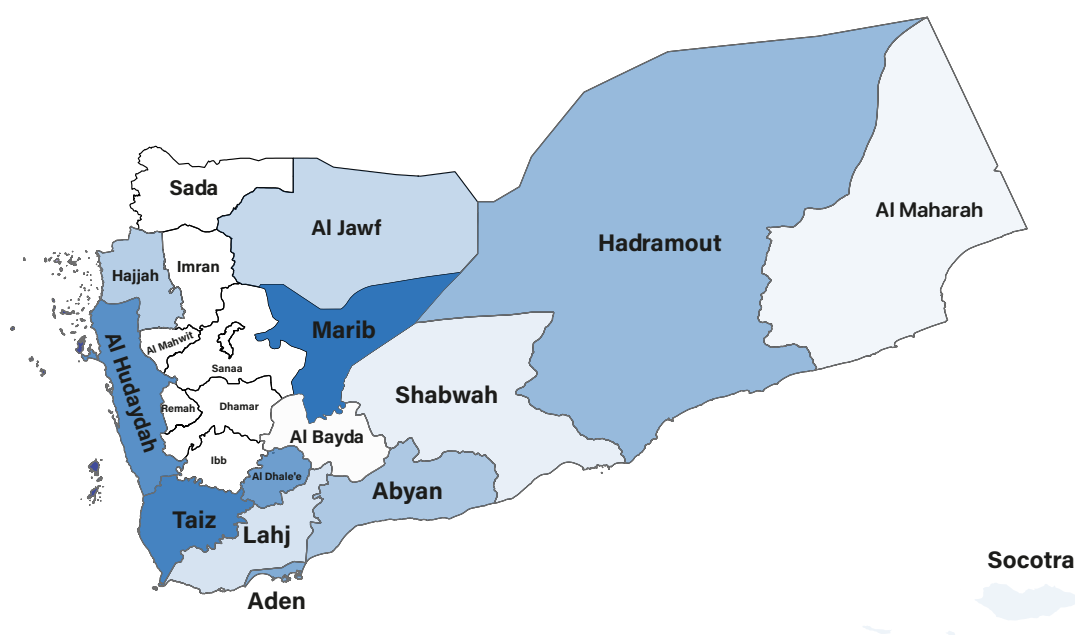 Sada
Al Jawf
Hadramout
Al Maharah
Hajjah
Imran
Marib
Al Mahwit
Al Hudaydah
Sanaa
Shabwah
Remah
Dhamar
Al Bayda
Ibb
Al Dhale'e
Abyan
Taiz
Lahj
Aden
Socotra